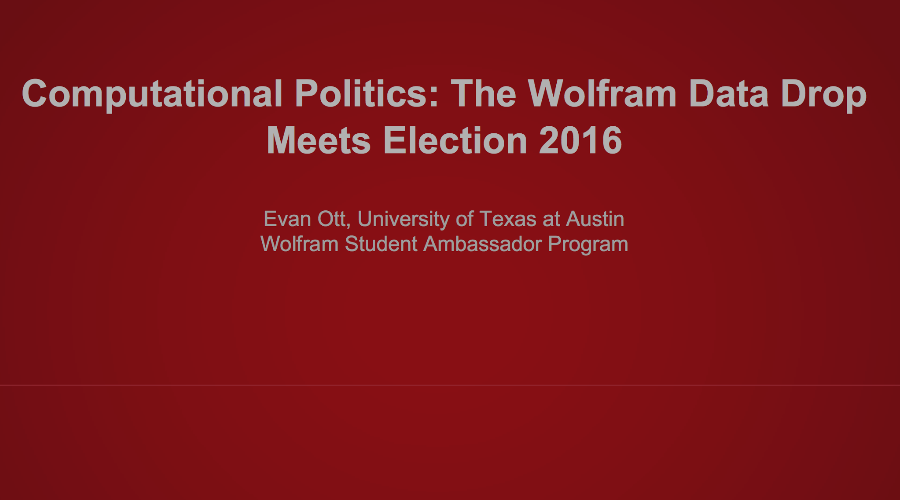 Computational Politics: The Wolfram Data Drop
Meets Election 2016
Evan Ott, University of Texas at Austin
Wolfram Student Ambassador Program